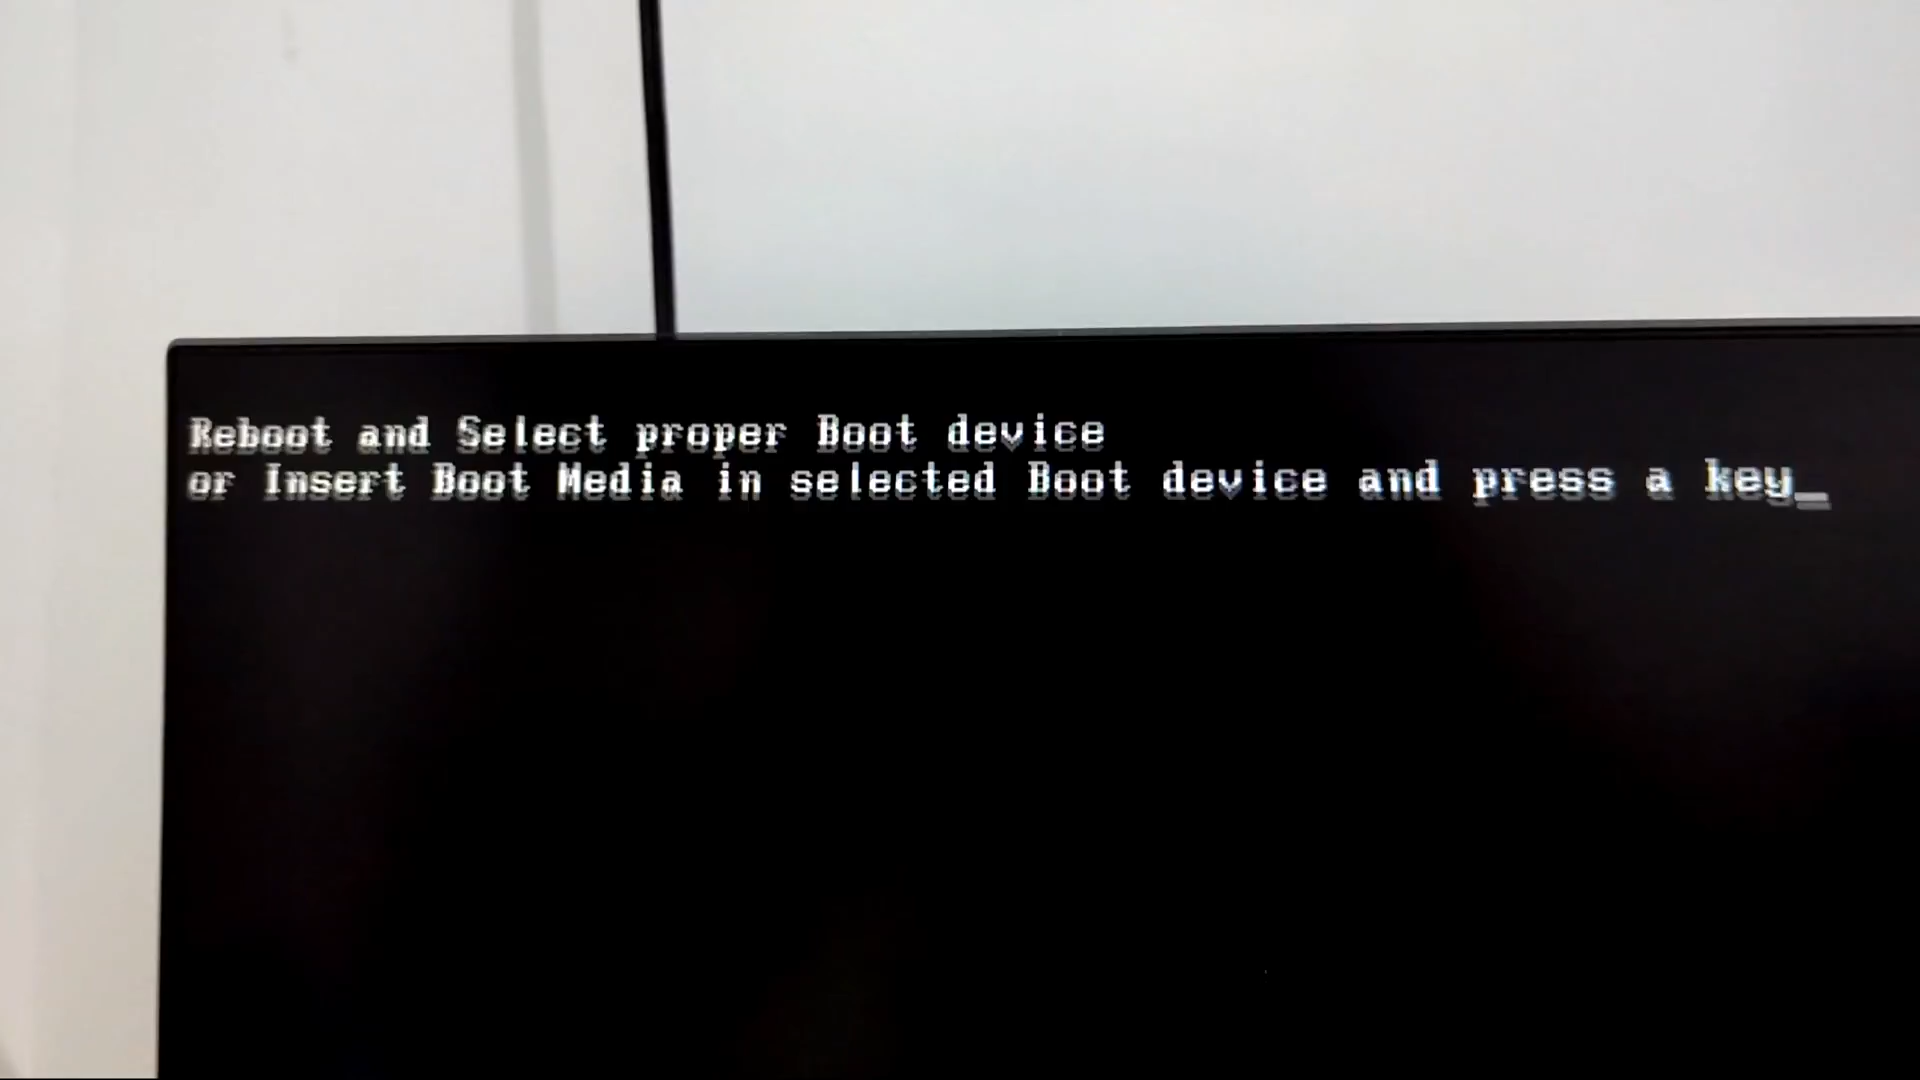 Reboot and Select proper Boot device
or Insert Boot Media in selected Boot device and press a key_